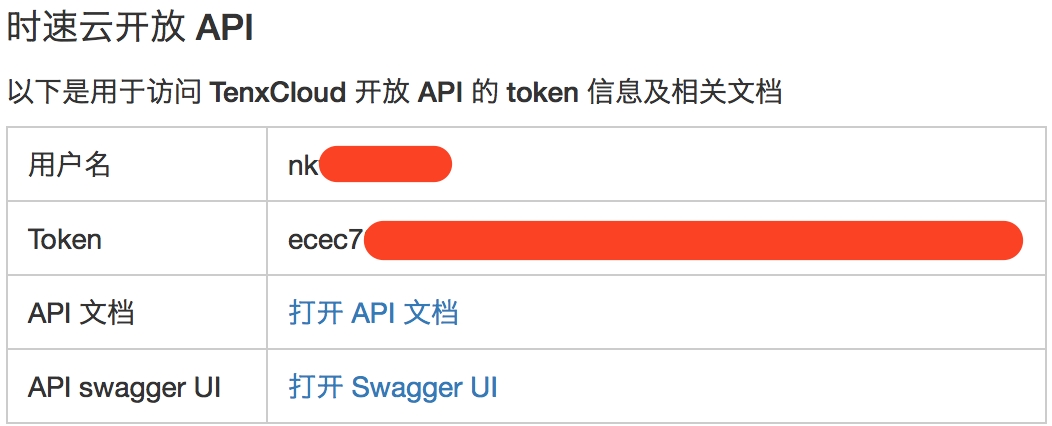 时速云开放 API
以下是用于访问 TenxCloud 开放 API 的 token 信息及相关文档
用户名 nk
Token ecec7
API 文档 打开 API 文档
API swagger UI 打开 Swagger UI